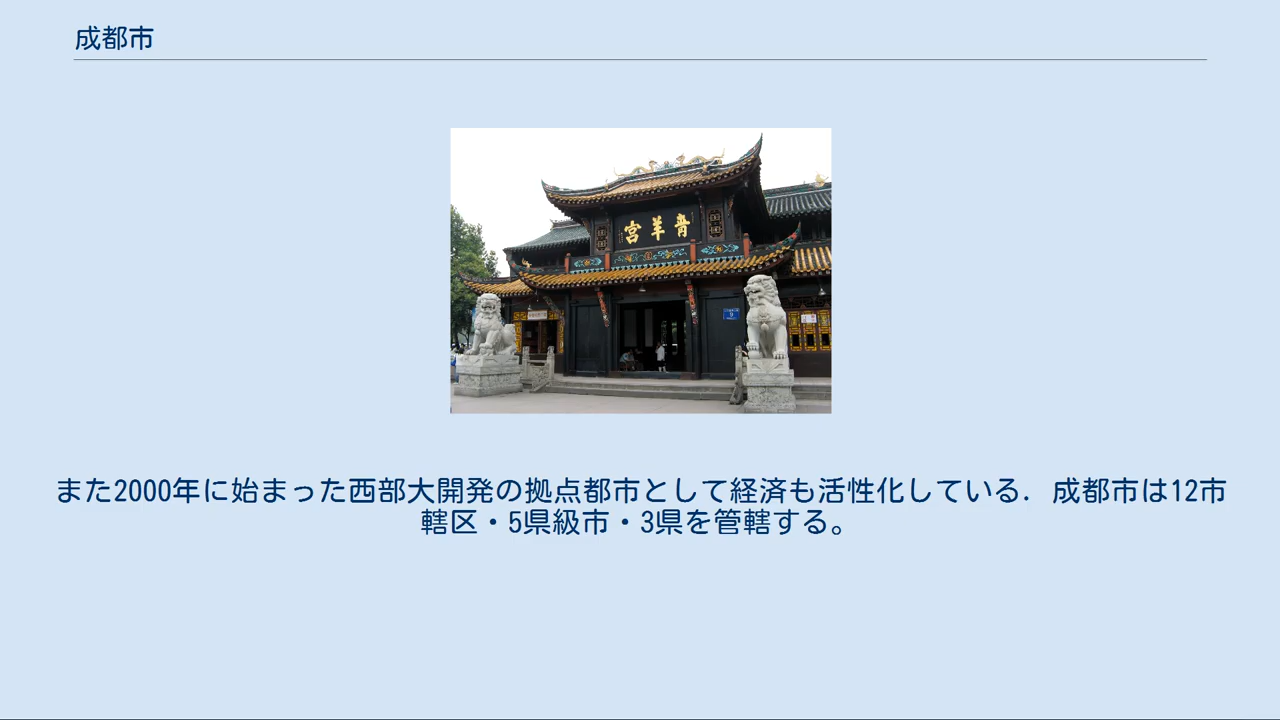 成都市
宮羊青
また2000年に始まった西部大開発の拠点都市として経済も活性化している．成都市は12市
轄区・5県級市・3県を管轄する。